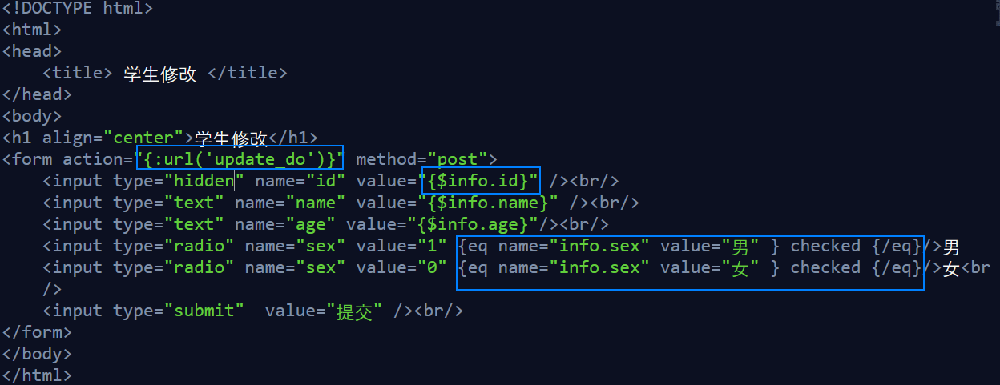 <!DOCTYPE html>
<html>
<head>
    <title> 学生修改 </title>
</head>
<body>
<h1 align="center">学生修改</h1>
<form action="{:url('update_do')}" method="post">
    <input type="hidden" name="id" value="{$info.id}" /><br/>
    <input type="text" name="name" value="{$info.name}" /><br/>
    <input type="text" name="age" value="{$info.age}"/><br/>
    <input type="radio" name="sex" value="1" {eq name="info.sex" value="男" } checked {/eq}/>男
    <input type="radio" name="sex" value="0" {eq name="info.sex" value="女" } checked {/eq}/>女<br
    />
    <input type="submit"  value="提交" /><br/>
</form>
</body>
</html>